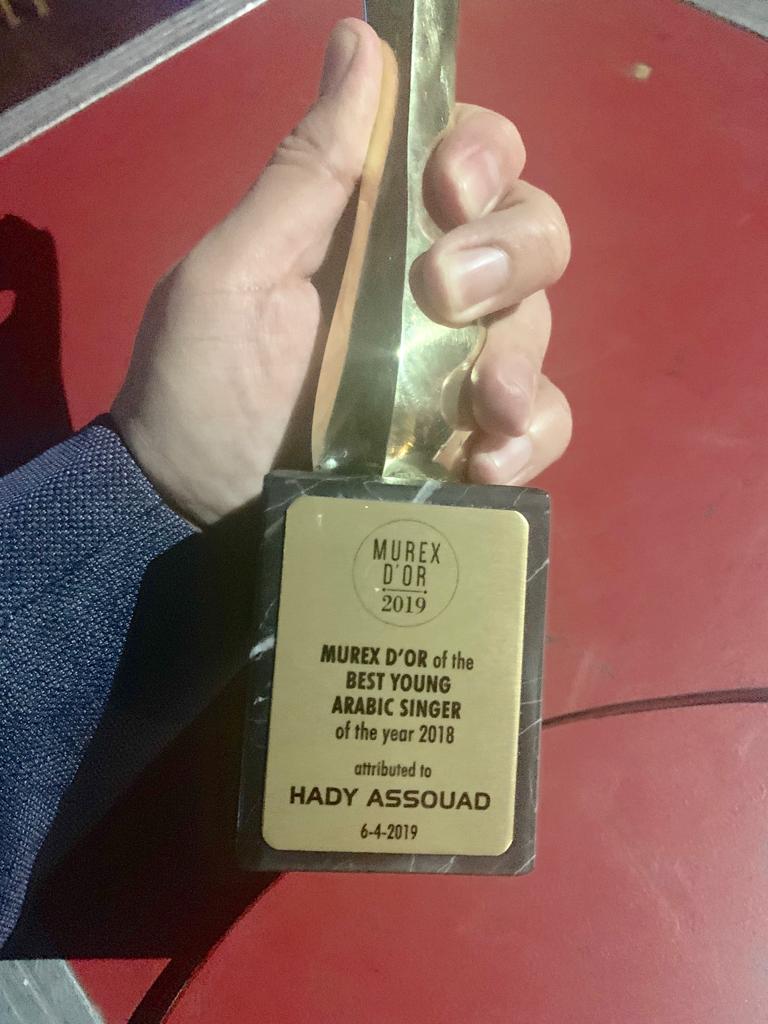 MUREX
D'OR
2019
MUREX D'OR of the
BEST YOUNG
ARABIC SINGER
of the year 2018
attributed to
HADY ASSOUAD
6-4-2019